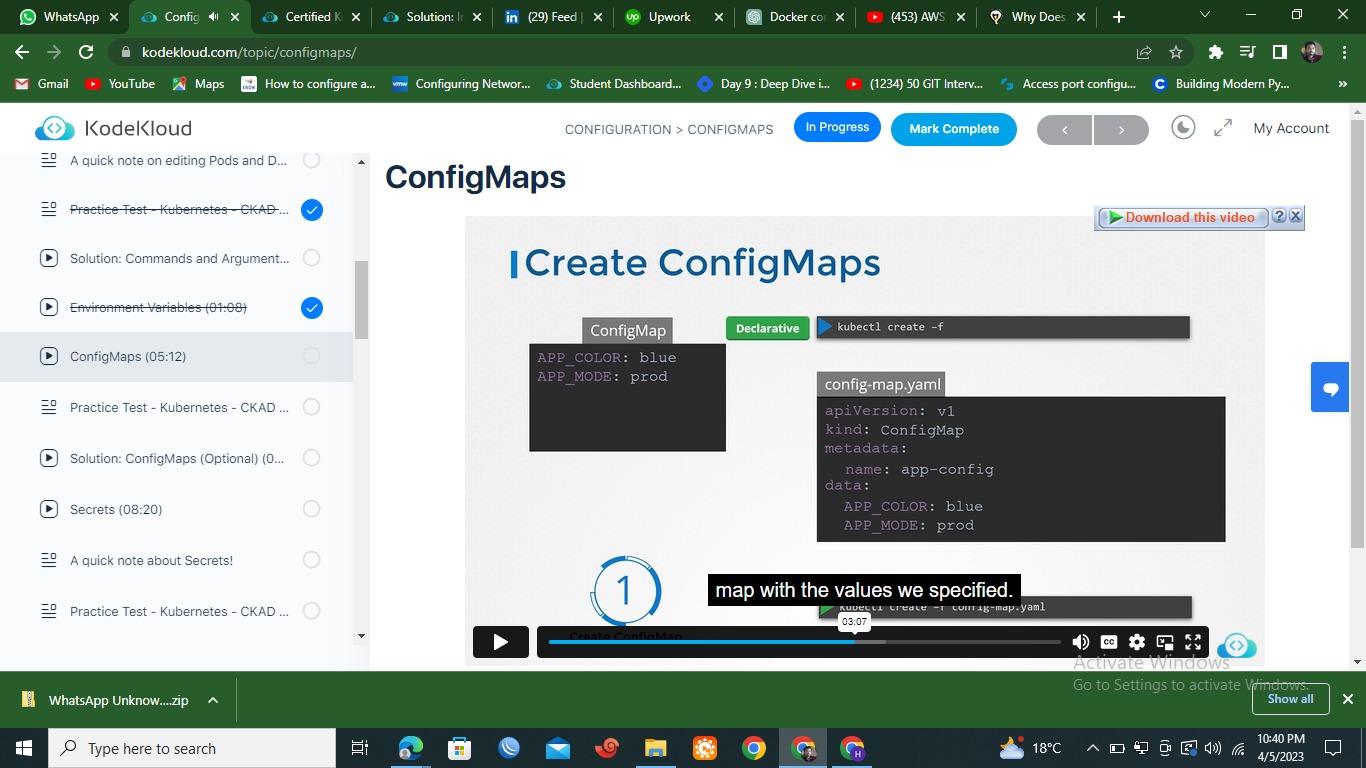 WhatsApp
Config
Certified K
Solution: I
(29) Feed |
Upwork
Docker co
(453) AWS
Why Does
kodekloud.com/topic/configmaps/
Gmail
YouTube
Maps
How to configure a...
Configuring Networ...
Student Dashboard...
Day 9 : Deep Dive i...
(1234) 50 GIT Interv...
Access port configu...
Building Modern Py...
»
KodeKloud
CONFIGURATION > CONFIGMAPS
In Progress
Mark Complete
<
>
My Account
A quick note on editing Pods and D...
Practice Test - Kubernetes - CKAD ...
Solution: Commands and Argument...
Environment Variables (01:08)
ConfigMaps (05:12)
Practice Test - Kubernetes - CKAD ...
Solution: ConfigMaps (Optional) (0...
Secrets (08:20)
A quick note about Secrets!
Practice Test - Kubernetes - CKAD ...
ConfigMaps
Download this video
?
X
Create ConfigMaps
ConfigMap
APP_COLOR: blue
APP_MODE: prod
Declarative
kubectl create -f
config-map.yaml
apiVersion: v1
kind: ConfigMap
metadata:
name: app-config
data:
APP_COLOR: blue
APP_MODE: prod
1
map with the values we specified.
kubectl create -f config-map.yaml
03:07
Create ConfigMap
CC
Activate Windows
Go to Settings to activate Windows.
WhatsApp Unknow....zip
Show all
Type here to search
18°C
10:40 PM
4/5/2023